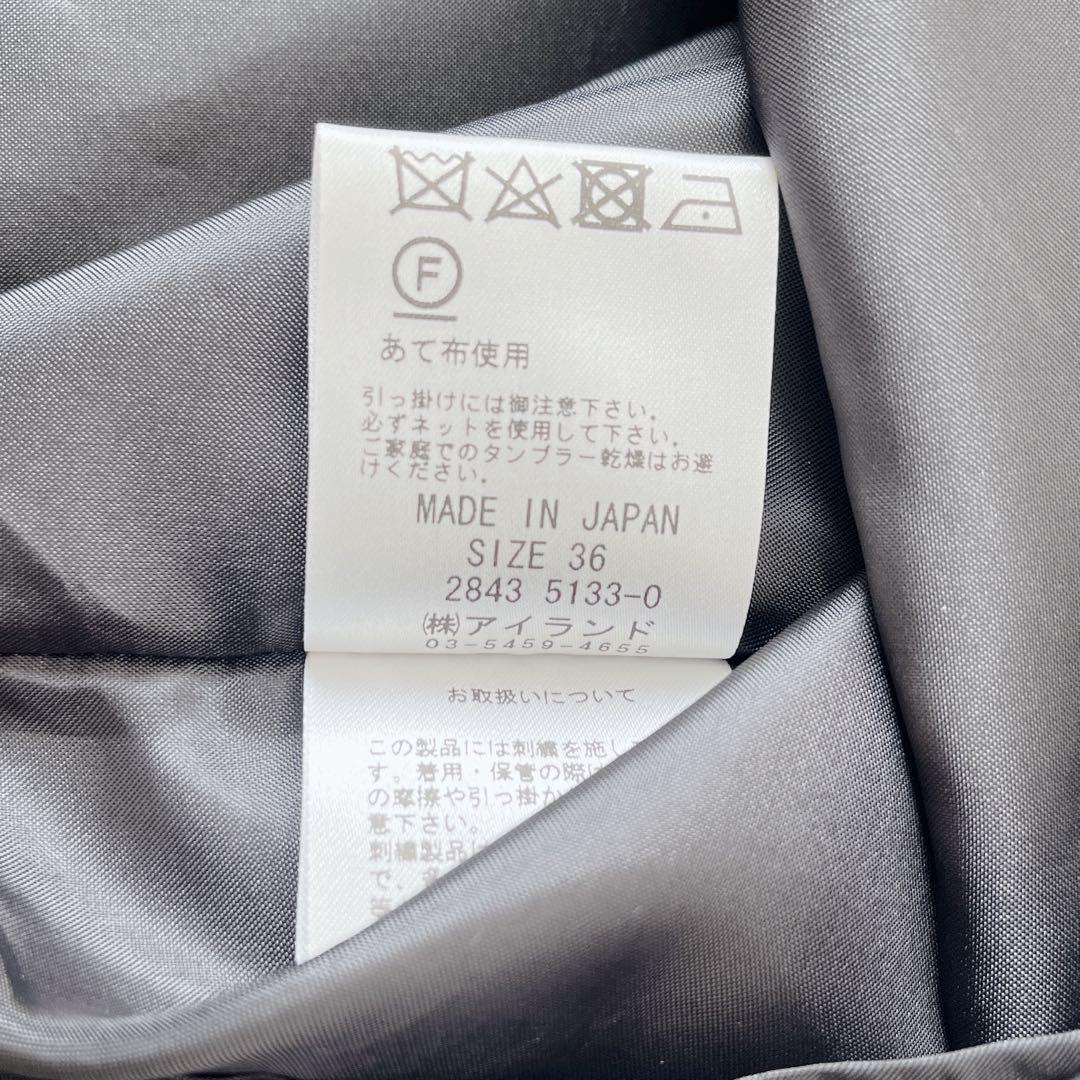 F
あて布使用
引っ掛けには御注意下さい.
必ずネットを使用して下さい.
ご家庭でのタンブラー乾燥はお避
けください.
MADE IN JAPAN
SIZE 36
2843 5133-0
(株)アイランド
03-5459-4655
お取扱いについて
この製品には刺繍を施して
す。着用・保管の際は
の摩擦や引っ掛か
意下さい。
刺繍製品は
で、